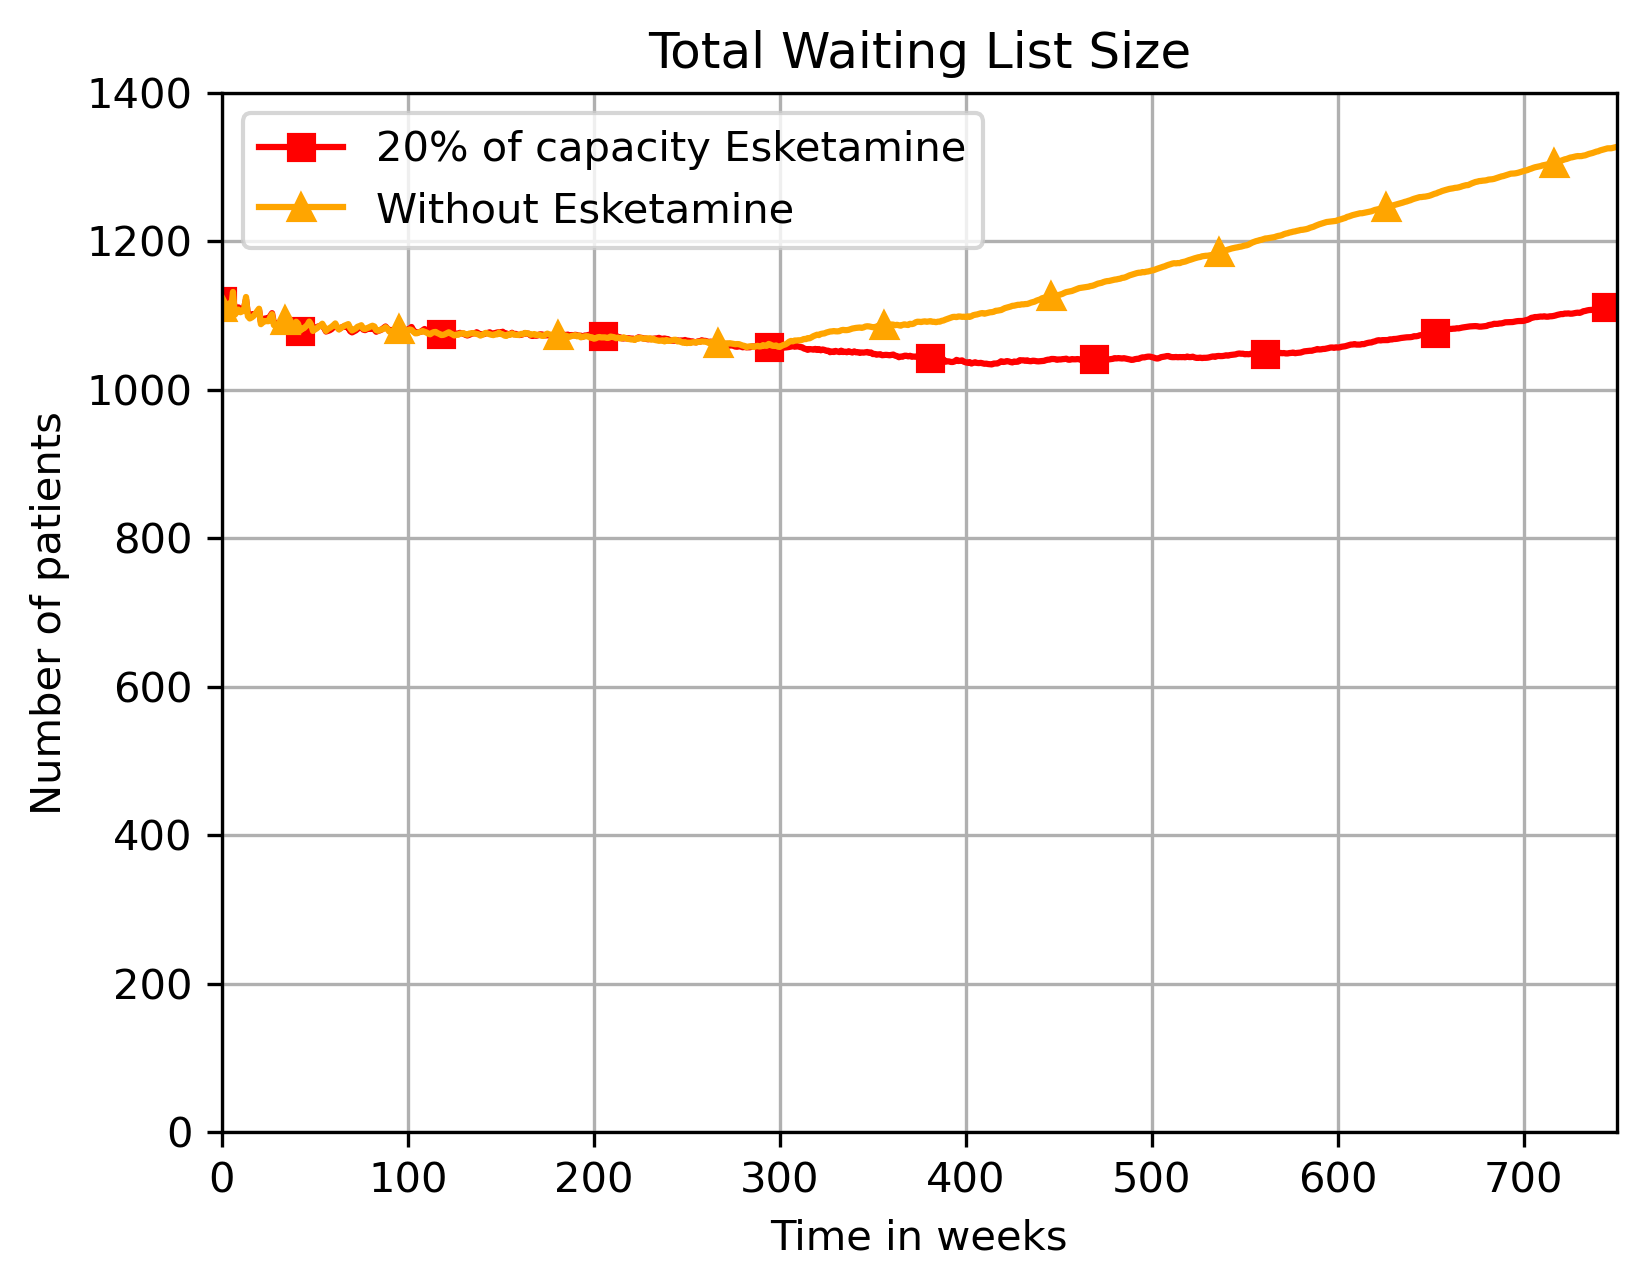 Total Waiting List Size
20% of capacity Esketamine
Without Esketamine
Number of patients
1400
1200
1000
800
600
400
200
0
0 100 200 300 400 500 600 700
Time in weeks